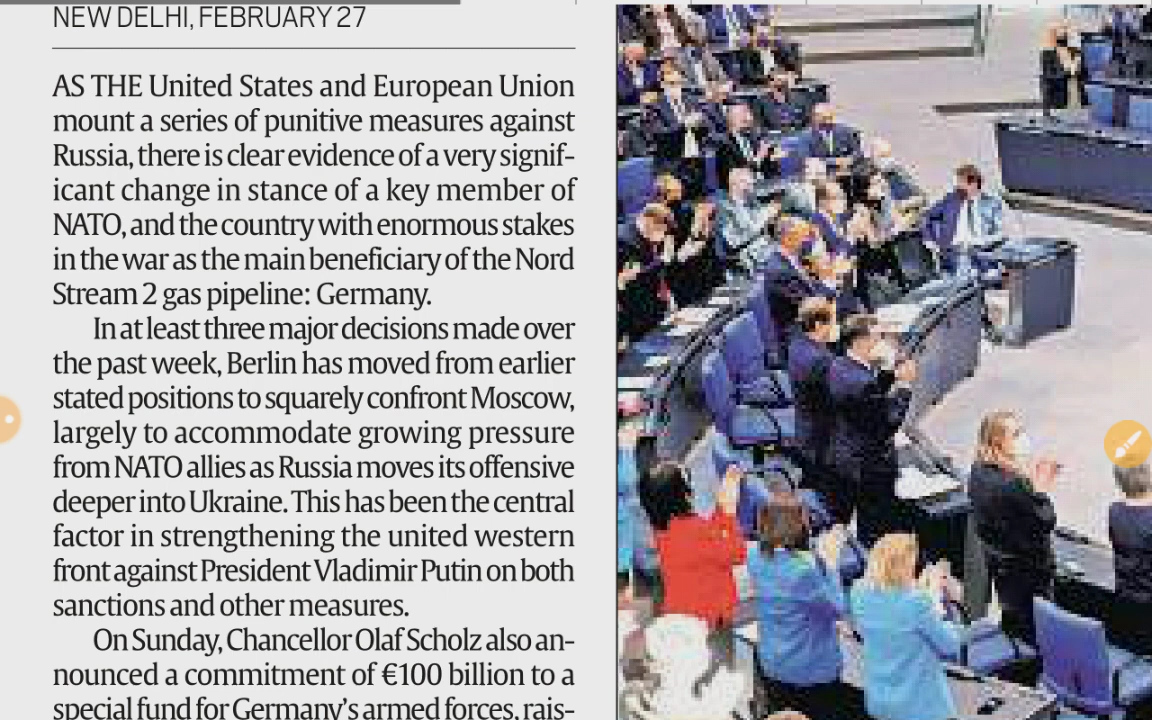 NEW DELHI, FEBRUARY 27
AS THE United States and European Union
mount a series of punitive measures against
Russia, there is clear evidence of a very signif-
icant change in stance of a key member of
NATO, and the country with enormous stakes
in the war as the main beneficiary of the Nord
Stream 2 gas pipeline: Germany.
In at least three major decisions made over
the past week, Berlin has moved from earlier
stated positions to squarely confront Moscow,
largely to accommodate growing pressure
from NATO allies as Russia moves its offensive
deeper into Ukraine. This has been the central
factor in strengthening the united western
front against President Vladimir Putin on both
sanctions and other measures.
On Sunday, Chancellor Olaf Scholz also an-
nounced a commitment of €100 billion to a
special fund for Germany's armed forces, rais-